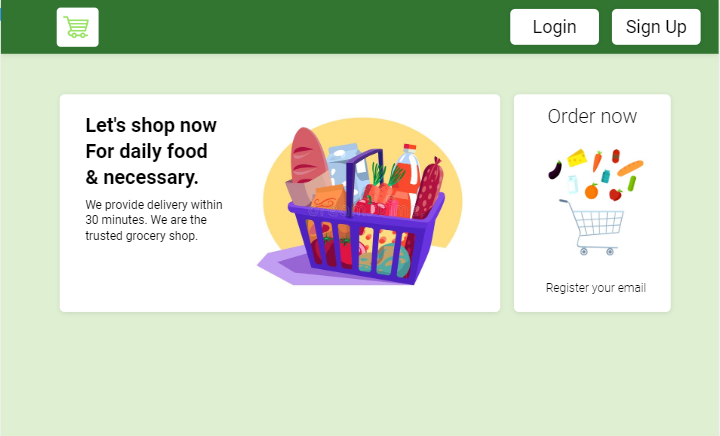 Login
Sign Up
Let's shop now
For daily food
& necessary.
We provide delivery within
30 minutes. We are the
trusted grocery shop.
Order now
Register your email